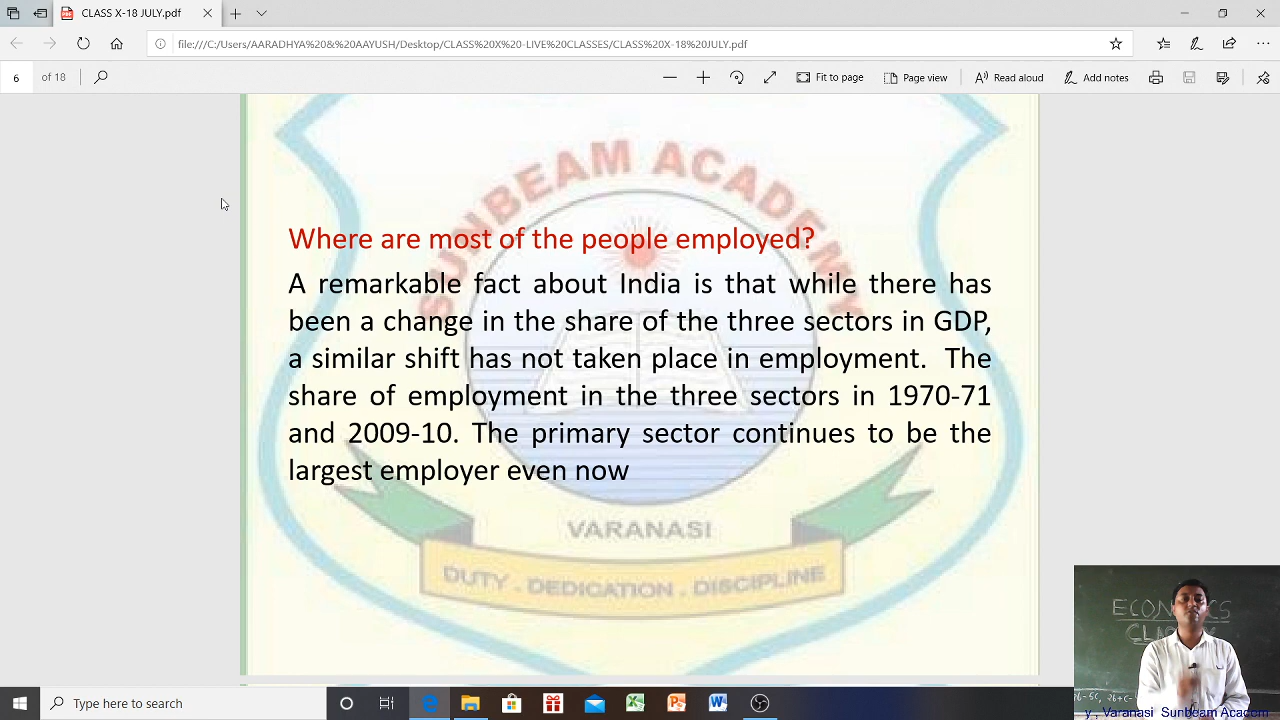 CLASS X-18 JULY.pdf
file:///C:/Users/AARADHYA%20&%20AAYUSH/Desktop/CLASS%20X%20-LIVE%20CLASSES/CLASS%20X-18%20JULY.pdf
6 of 18
Fit to page
Page view
Read aloud
Add notes
SUNBEAM ACADEMY
Where are most of the people employed?
A remarkable fact about India is that while there has
been a change in the share of the three sectors in GDP,
a similar shift has not taken place in employment. The
share of employment in the three sectors in 1970-71
and 2009-10. The primary sector continues to be the
largest employer even now
VARANASI
DUTY . DEDICATION . DISCIPLINE
ECONOMICS
y , Varanasi Sunbeam Academ
Type here to search